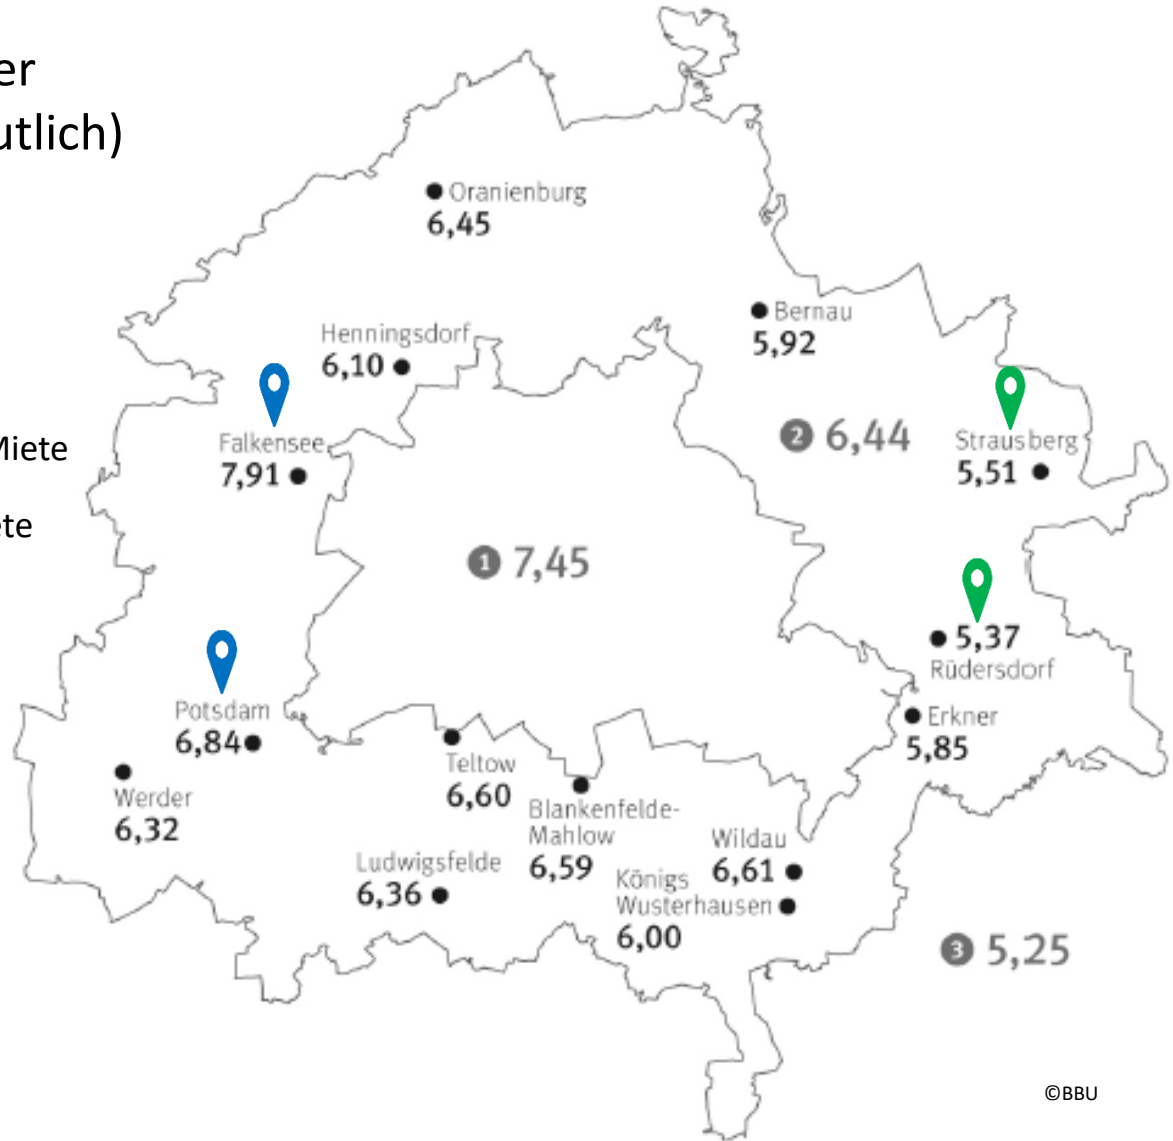 er
utlich)
Oranienburg
6,45
Bernau
5,92
Henningsdorf
6,10
Falkensee
7,91
2 6,44
Strausberg
5,51
Miete
ete
1 7,45
5,37
Rüdersdorf
Potsdam
6,84
Erkner
5,85
Werder
6,32
Teltow
6,60
Blankenfelde-
Mahlow
6,59
Wildau
6,61
Ludwigsfelde
6,36
Königs
Wusterhausen
6,00
3 5,25
©BBU